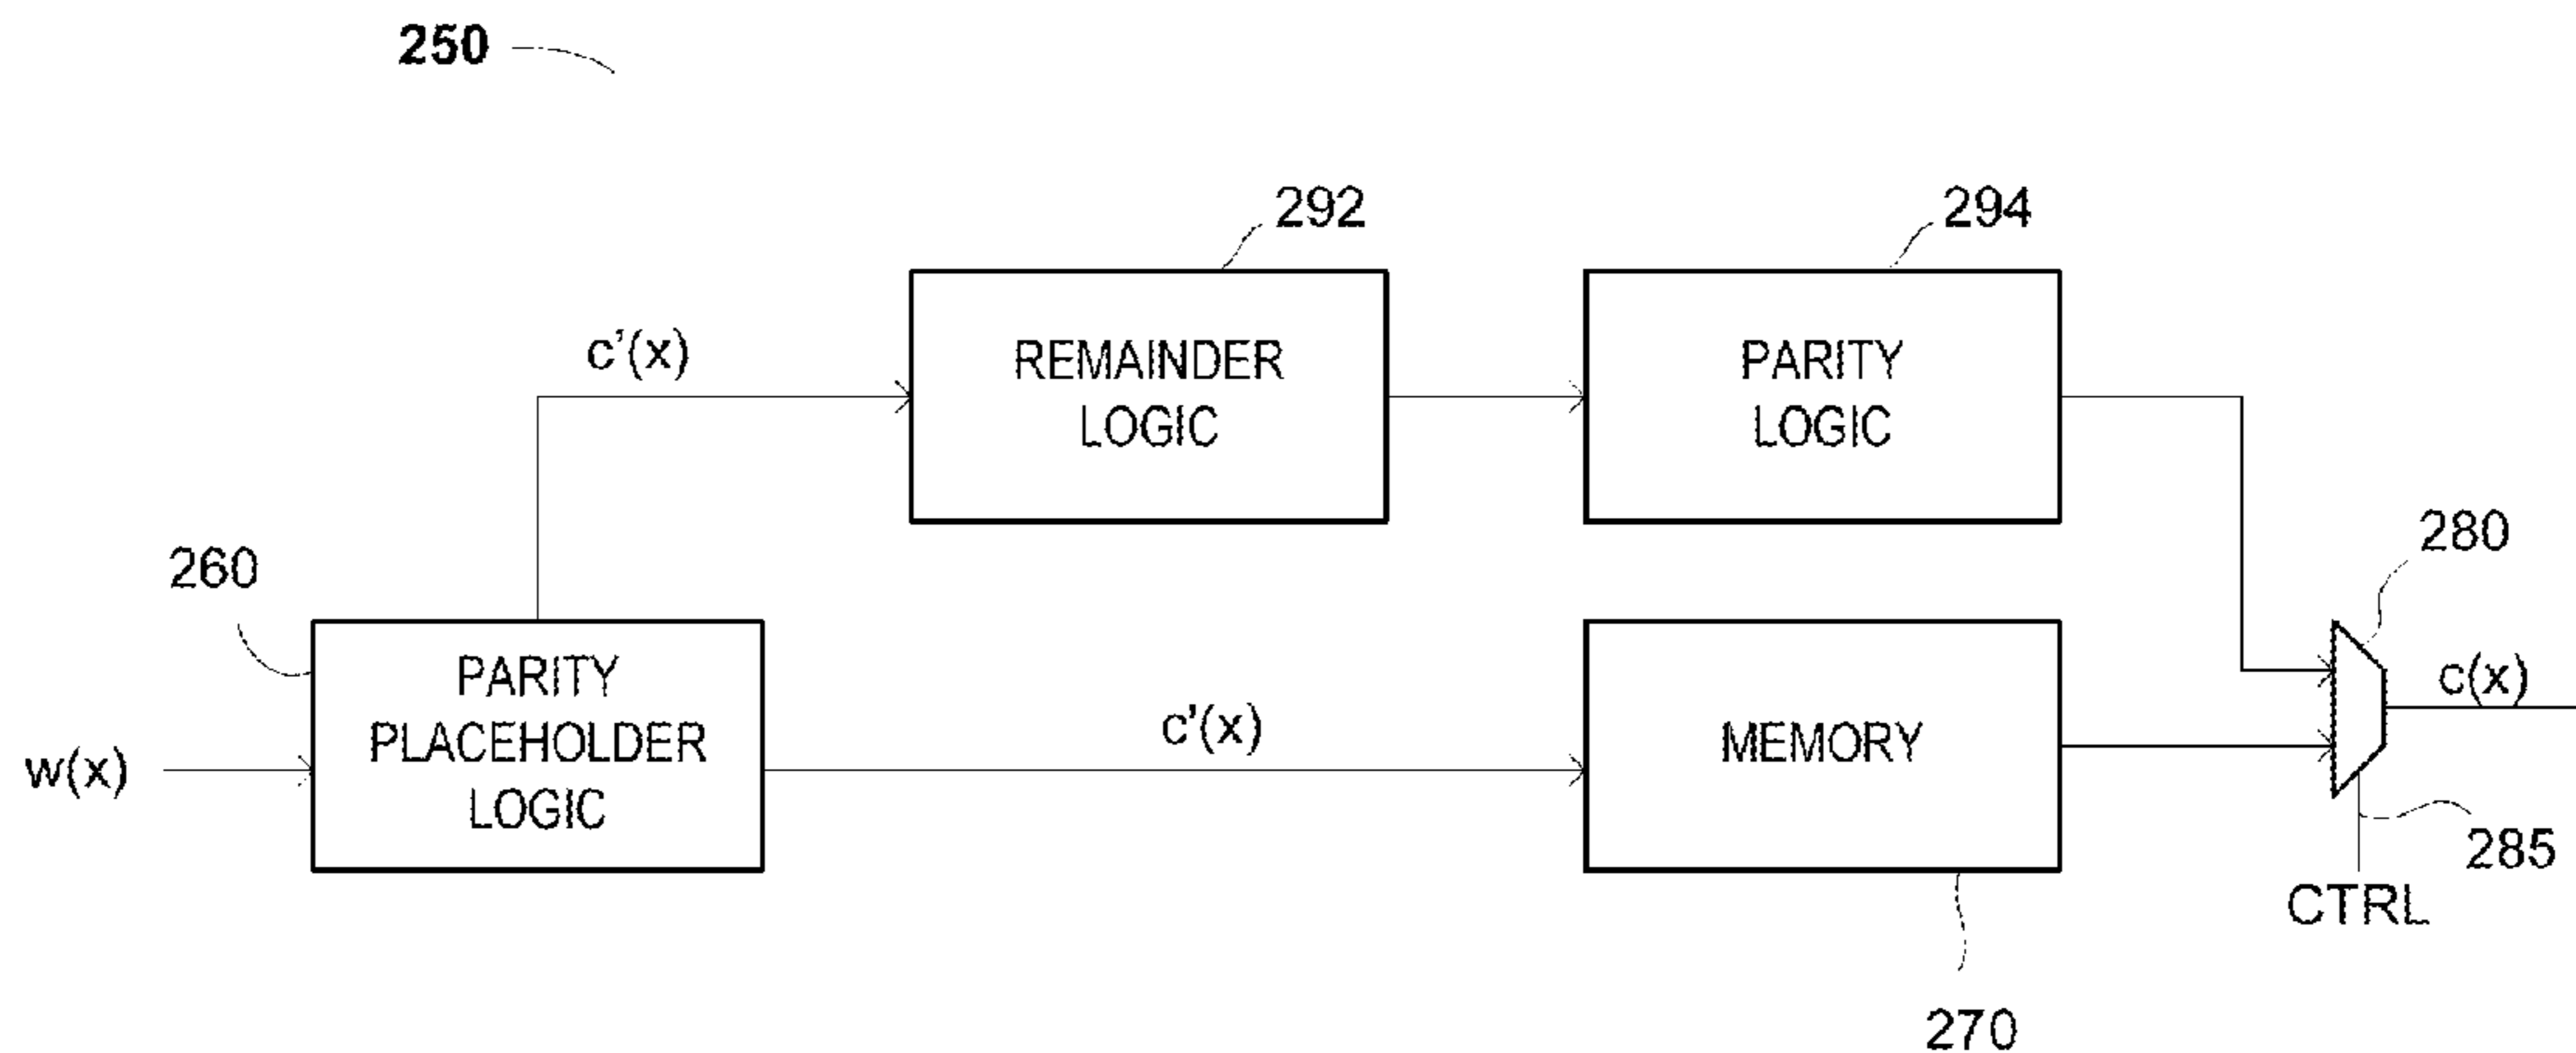 250
292
294
c’(x)
REMAINDER
LOGIC
PARITY
LOGIC
280
260
PARITY
PLACEHOLDER
LOGIC
w(x)
c’(x)
MEMORY
c(x)
285
CTRL
270